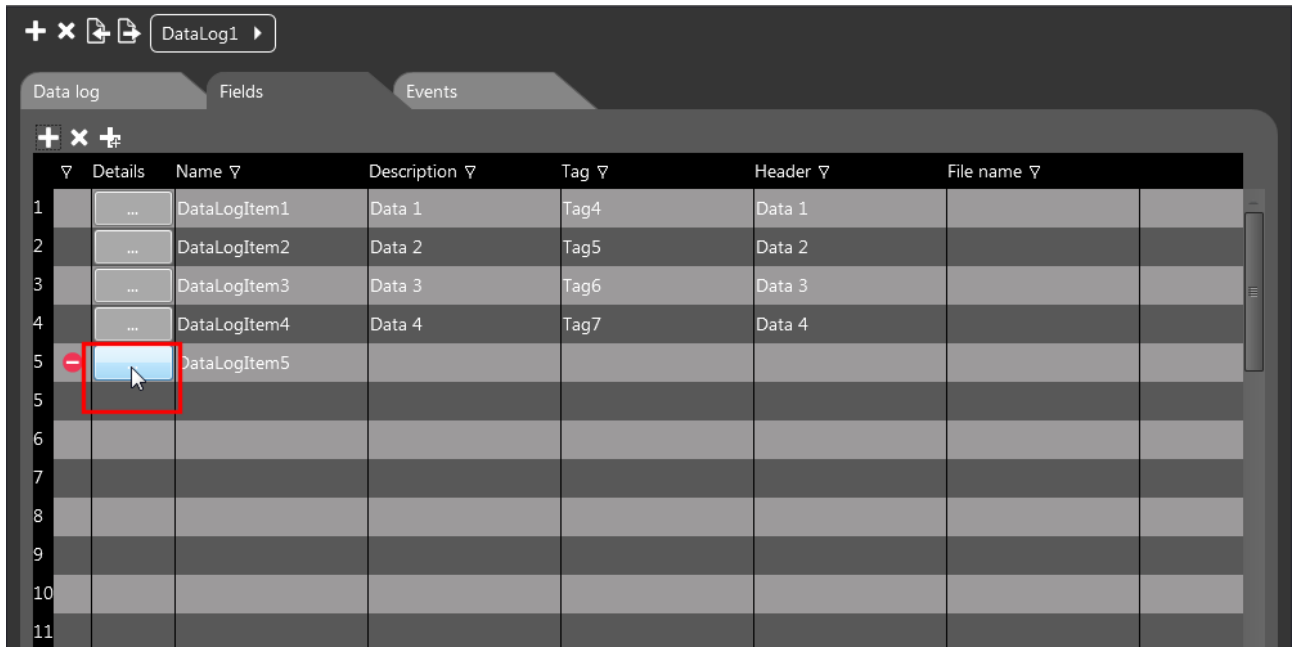 DataLog1
Data log Fields Events
Details Name Description Tag Header File name
1 ... DataLogItem1 Data 1 Tag4 Data 1
2 ... DataLogItem2 Data 2 Tag5 Data 2
3 ... DataLogItem3 Data 3 Tag6 Data 3
4 ... DataLogItem4 Data 4 Tag7 Data 4
5 DataLogItem5
5
6
7
8
9
10
11